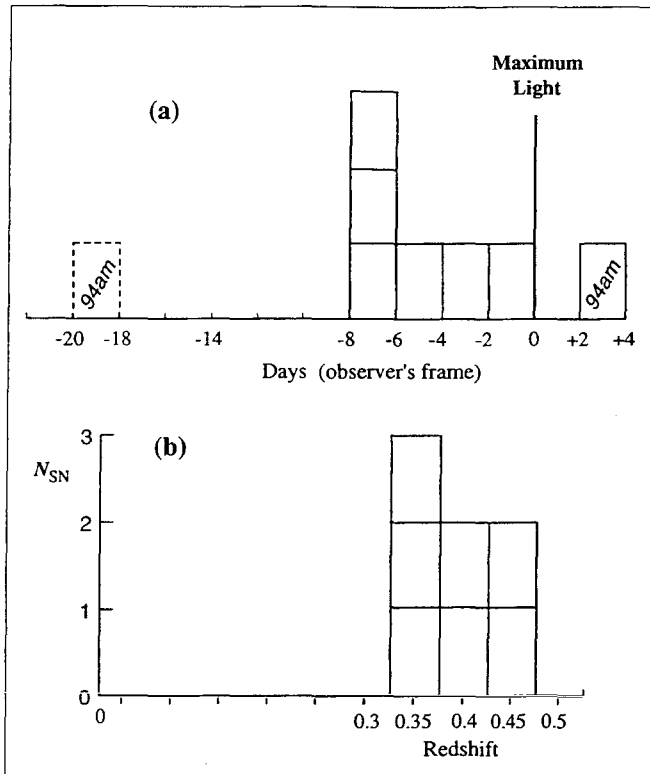 Maximum
Light
(a)
94am
94am
-20 -18 -14 -8 -6 -4 -2 0 +2 +4
Days (observer's frame)
(b)
N_SN
3
2
1
0
0 0.3 0.35 0.4 0.45 0.5
Redshift